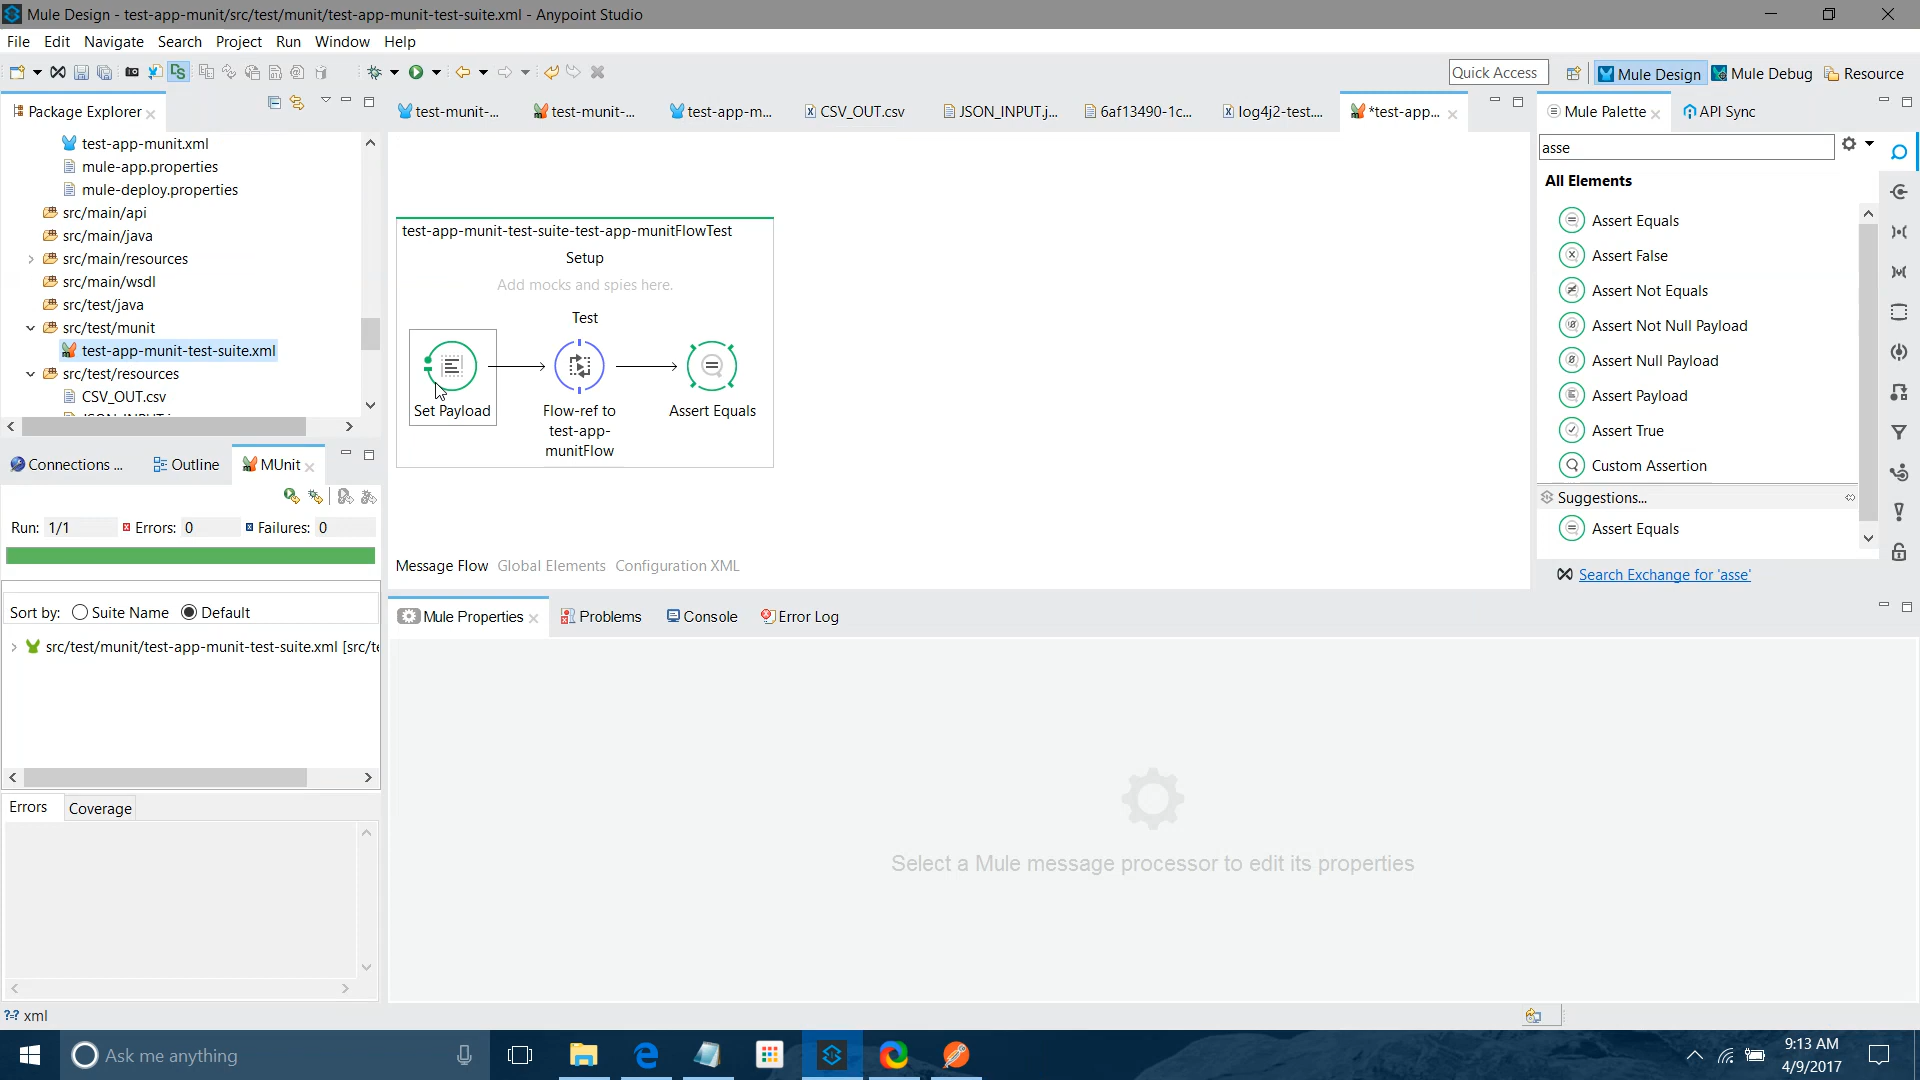 Mule Design - test-app-munit/src/test/munit/test-app-munit-test-suite.xml - Anypoint Studio
File Edit Navigate Search Project Run Window Help
Quick Access
Mule Design
Mule Debug
Resource
Package Explorer
test-munit-...
test-munit-...
test-app-m...
CSV_OUT.csv
JSON_INPUT.j...
6af13490-1c...
log4j2-test....
*test-app...
Mule Palette
API Sync
test-app-munit.xml
mule-app.properties
mule-deploy.properties
src/main/api
src/main/java
src/main/resources
src/main/wsdl
src/test/java
src/test/munit
test-app-munit-test-suite.xml
src/test/resources
CSV_OUT.csv
test-app-munit-test-suite-test-app-munitFlowTest
Setup
Add mocks and spies here.
Test
Set Payload
Flow-ref to
test-app-
munitFlow
Assert Equals
Message Flow Global Elements Configuration XML
asse
All Elements
Assert Equals
Assert False
Assert Not Equals
Assert Not Null Payload
Assert Null Payload
Assert Payload
Assert True
Custom Assertion
Suggestions...
Assert Equals
Search Exchange for 'asse'
Connections ...
Outline
MUnit
Run: 1/1 Errors: 0 Failures: 0
Sort by: Suite Name Default
src/test/munit/test-app-munit-test-suite.xml [src/te
Errors
Coverage
Mule Properties
Problems
Console
Error Log
Select a Mule message processor to edit its properties
xml
Ask me anything
9:13 AM
4/9/2017